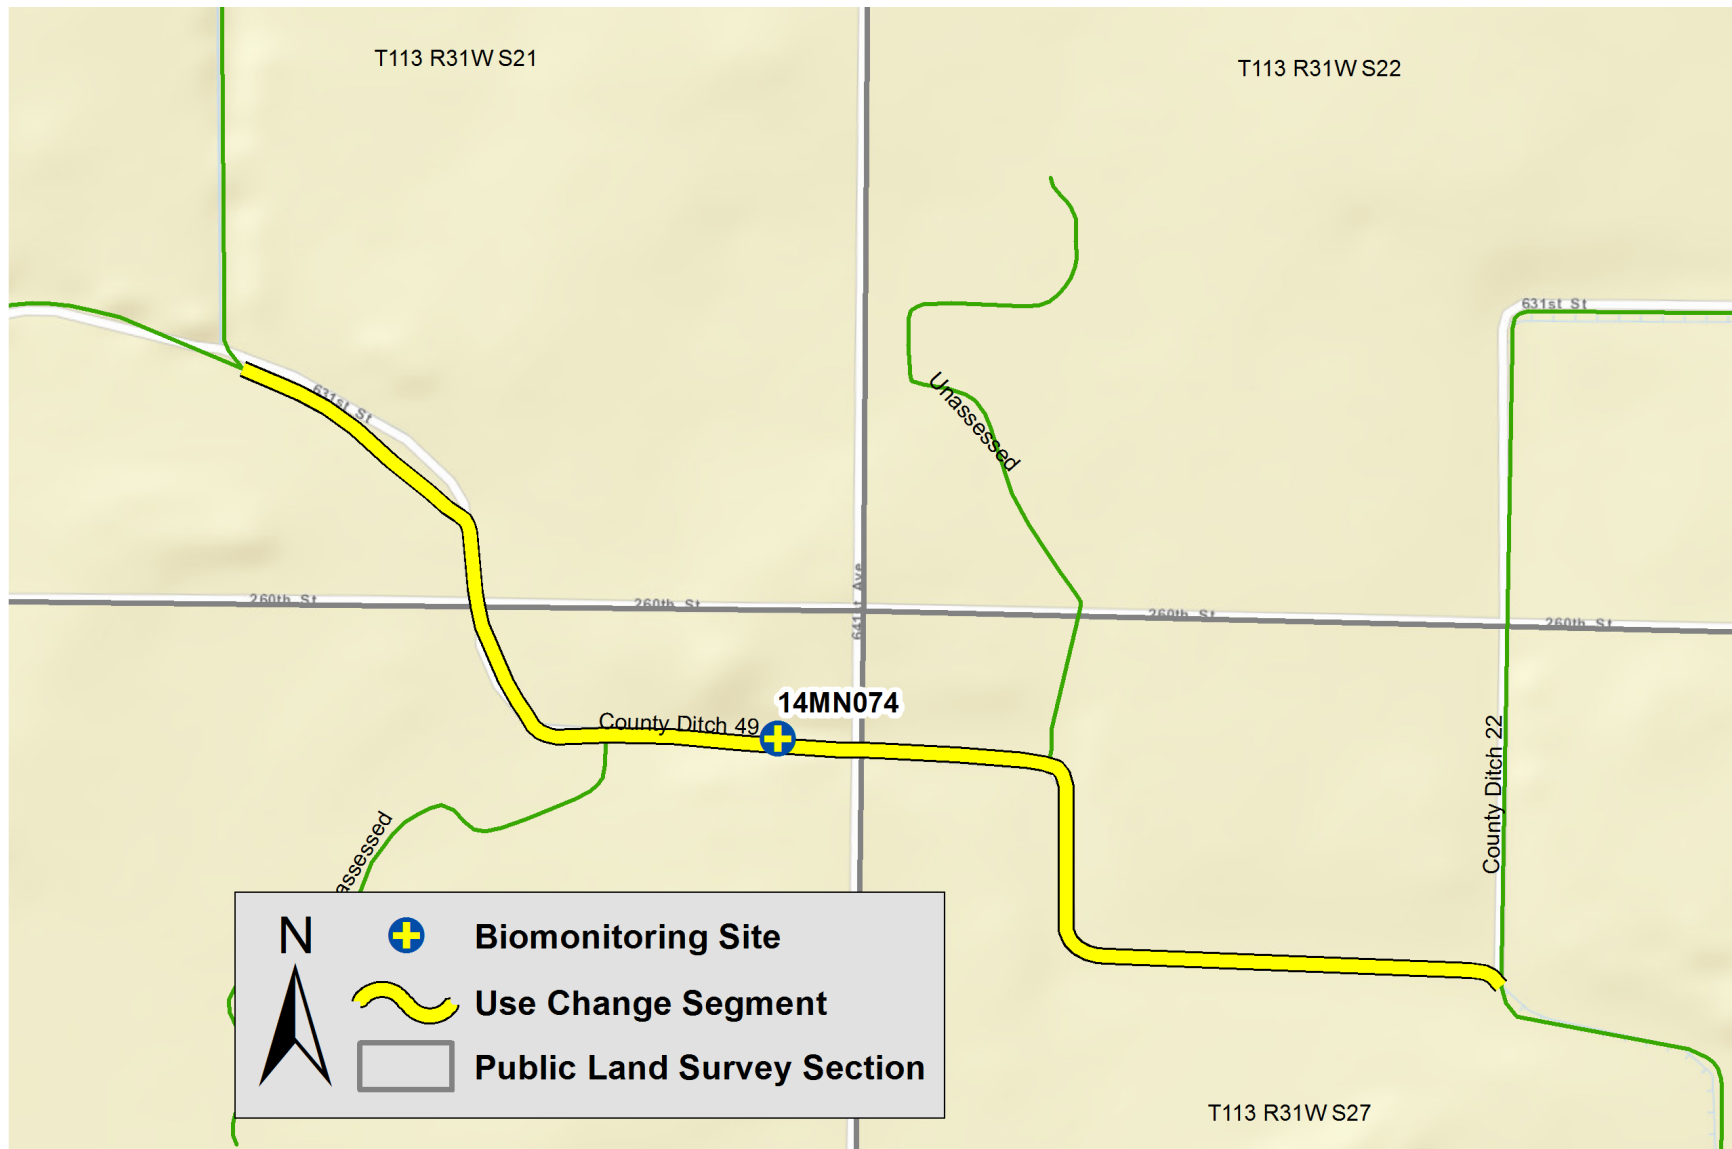 T113 R31W S21
T113 R31W S22
631st St
631st St
Unassessed
260th St
260th St
641st Ave
260th St
260th St
14MN074
County Ditch 49
County Ditch 22
assessed
N
Biomonitoring Site
Use Change Segment
Public Land Survey Section
T113 R31W S27